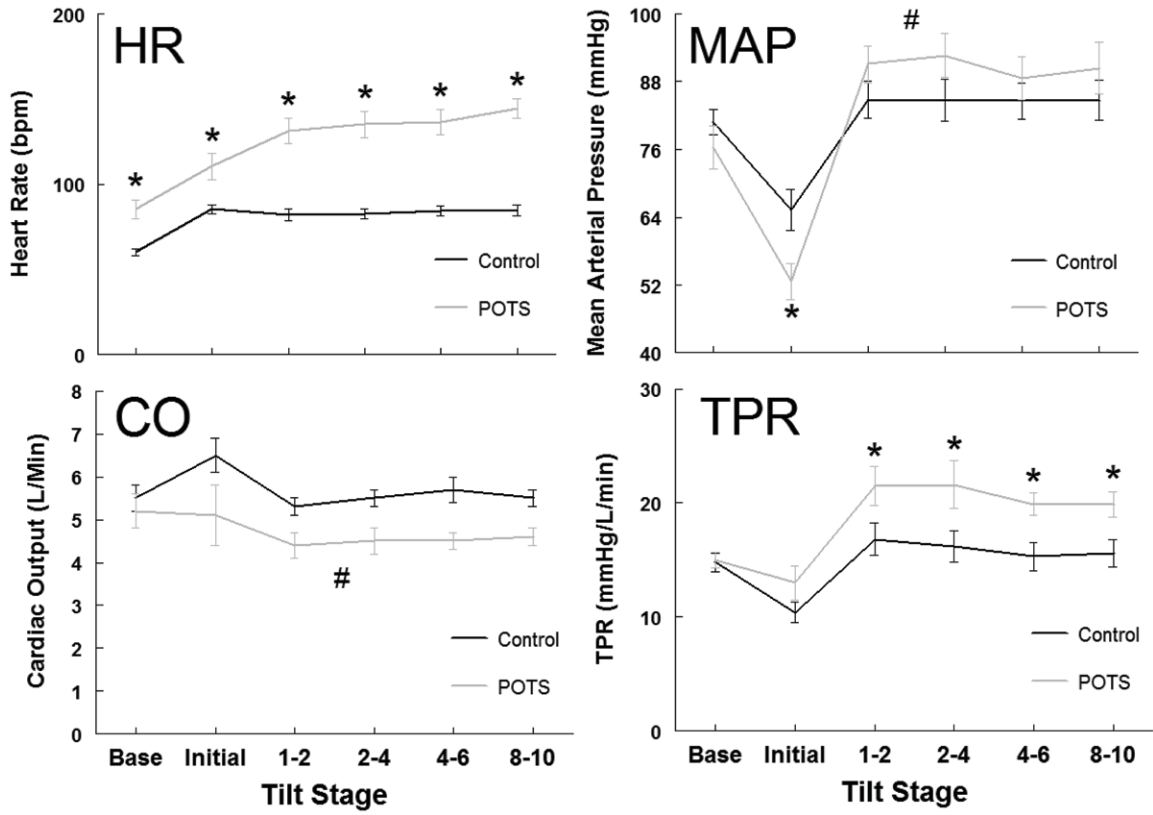 HR
Heart Rate (bpm)
200
100
0
*
*
*
*
*
*
Control
POTS
MAP
Mean Arterial Pressure (mmHg)
100
88
76
64
52
40
#
*
Control
POTS
CO
Cardiac Output (L/Min)
8
7
6
5
4
3
2
1
0
#
Control
POTS
Base Initial 1-2 2-4 4-6 8-10
Tilt Stage
TPR
TPR (mmHg/L/min)
30
20
10
0
*
*
*
*
Control
POTS
Base Initial 1-2 2-4 4-6 8-10
Tilt Stage